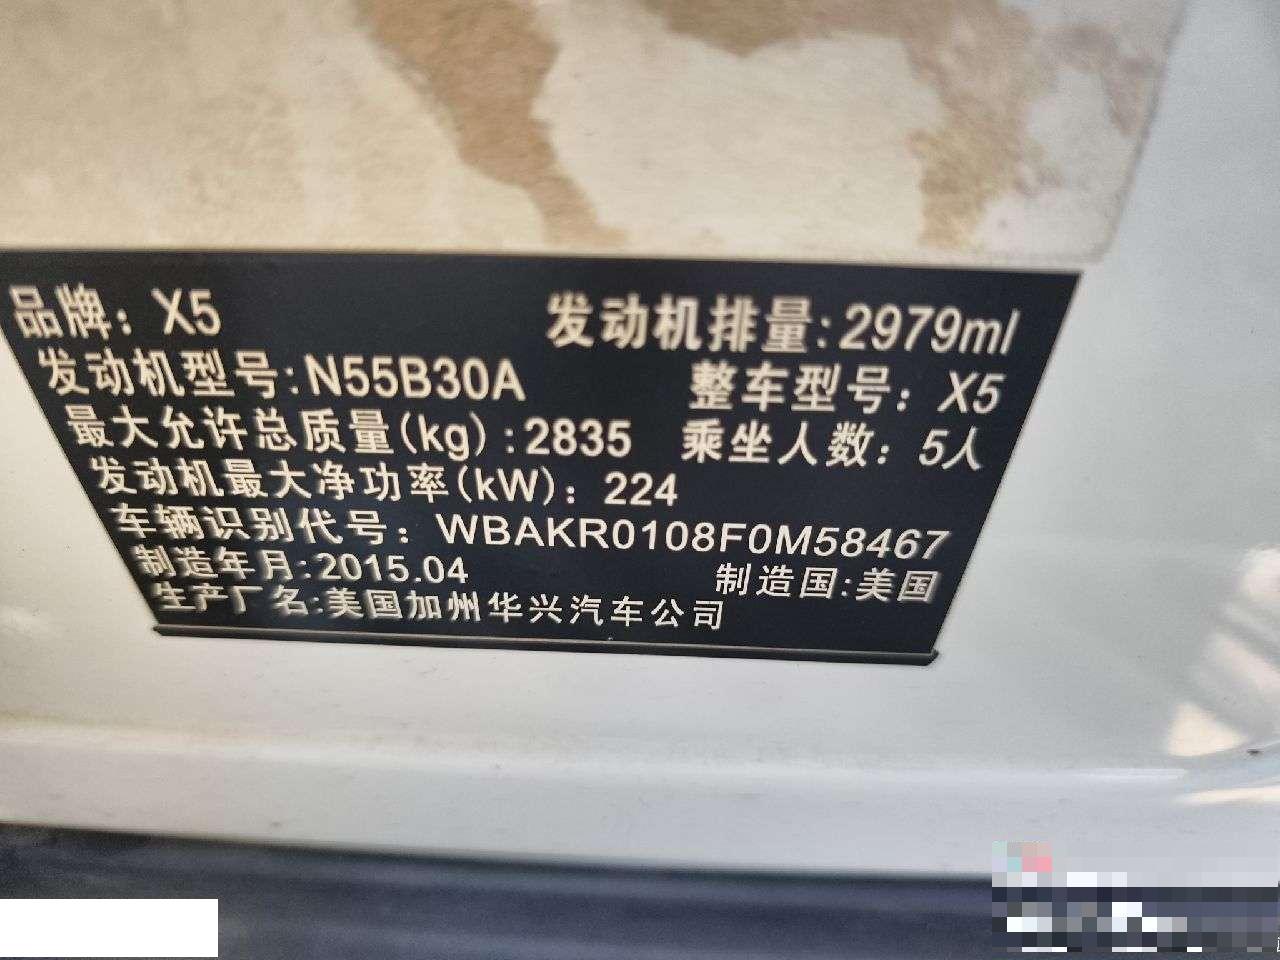 品牌：X5 发动机排量:2979ml
发动机型号:N55B30A 整车型号：X5
最大允许总质量(kg):2835 乘坐人数：5人
发动机最大净功率(kW)：224
车辆识别代号：WBAKR0108F0M58467
制造年月:2015.04 制造国:美国
生产厂名:美国加州华兴汽车公司